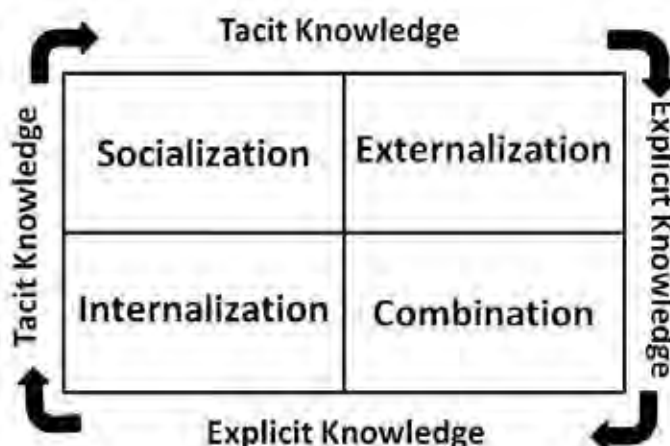 Tacit Knowledge
Socialization
Externalization
Internalization
Combination
Tacit Knowledge
Explicit Knowledge
Explicit Knowledge